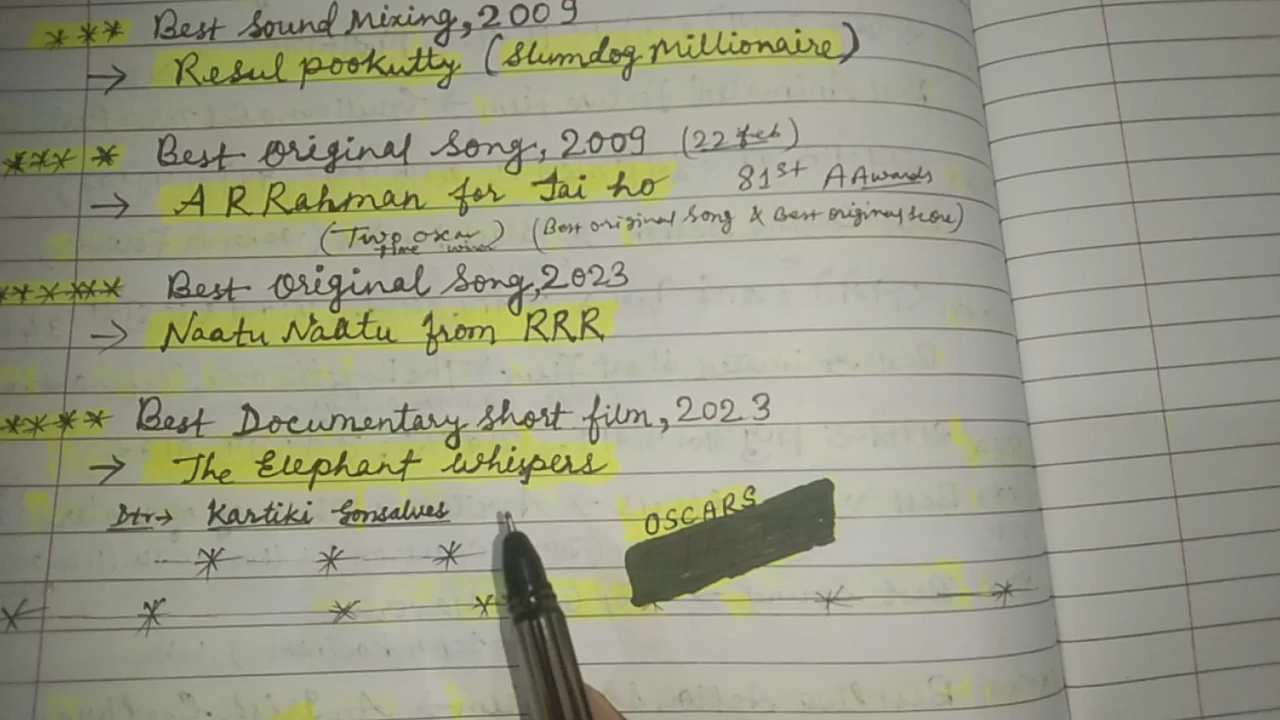 *** Best Sound Mixing, 2009
→ Resul pookutty (Slumdog Millionaire)
**** Best Original Song, 2009 (22 Feb)
→ A R Rahman for Jai ho 81st A Awards
(Two oscar time winner) (Best original Song & Best original score)
***** Best Original Song, 2023
→ Naatu Naatu from RRR
**** Best Documentary short film, 2023
→ The Elephant whispers
Dtr → Kartiki Gonsalves
OSCARS